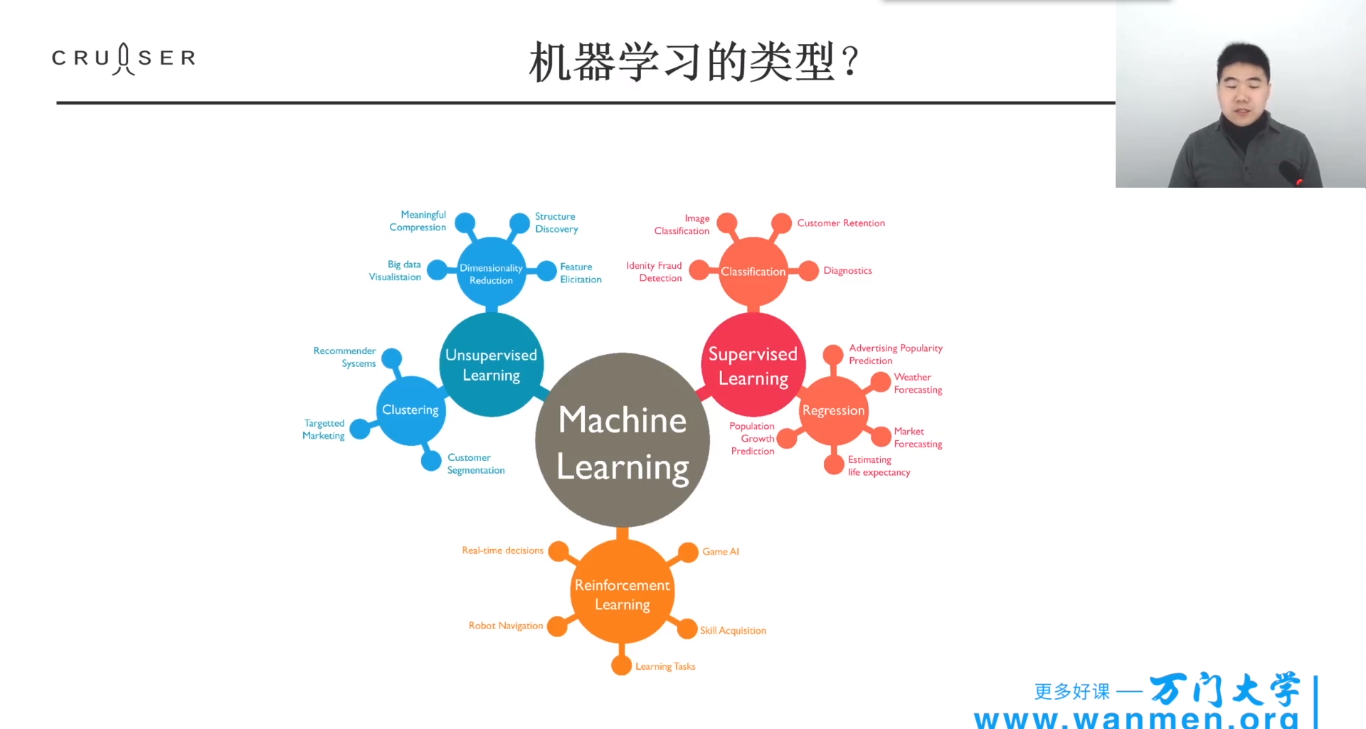 CRUISER
机器学习的类型？
Meaningful
Compression
Structure
Discovery
Big data
Visualistaion
Dimensionality
Reduction
Feature
Elicitation
Image
Classification
Customer Retention
Idenity Fraud
Detection
Classification
Diagnostics
Recommender
Systems
Unsupervised
Learning
Clustering
Targetted
Marketing
Customer
Segmentation
Machine
Learning
Supervised
Learning
Advertising Popularity
Prediction
Weather
Forecasting
Regression
Population
Growth
Prediction
Market
Forecasting
Estimating
life expectancy
Real-time decisions
Game AI
Reinforcement
Learning
Robot Navigation
Skill Acquisition
Learning Tasks
更多好课 — 万门大学
www.wanmen.org